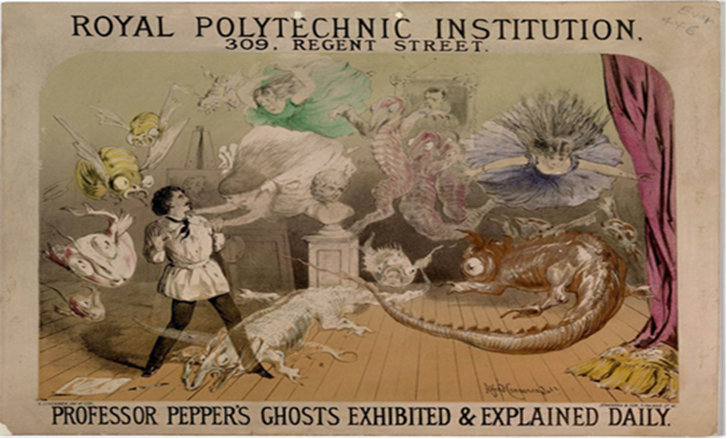 ROYAL POLYTECHNIC INSTITUTION.
309, REGENT STREET.
PROFESSOR PEPPER'S GHOSTS EXHIBITED & EXPLAINED DAILY.